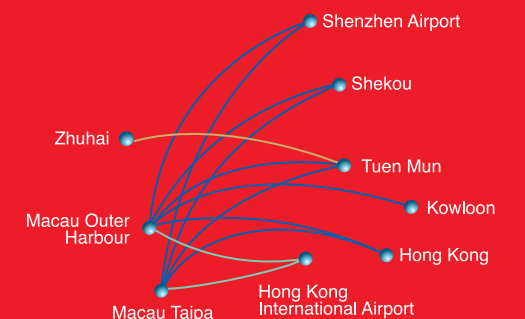 Shenzhen Airport
Shekou
Zhuhai
Tuen Mun
Kowloon
Macau Outer
Harbour
Hong Kong
Hong Kong
International Airport
Macau Taipa